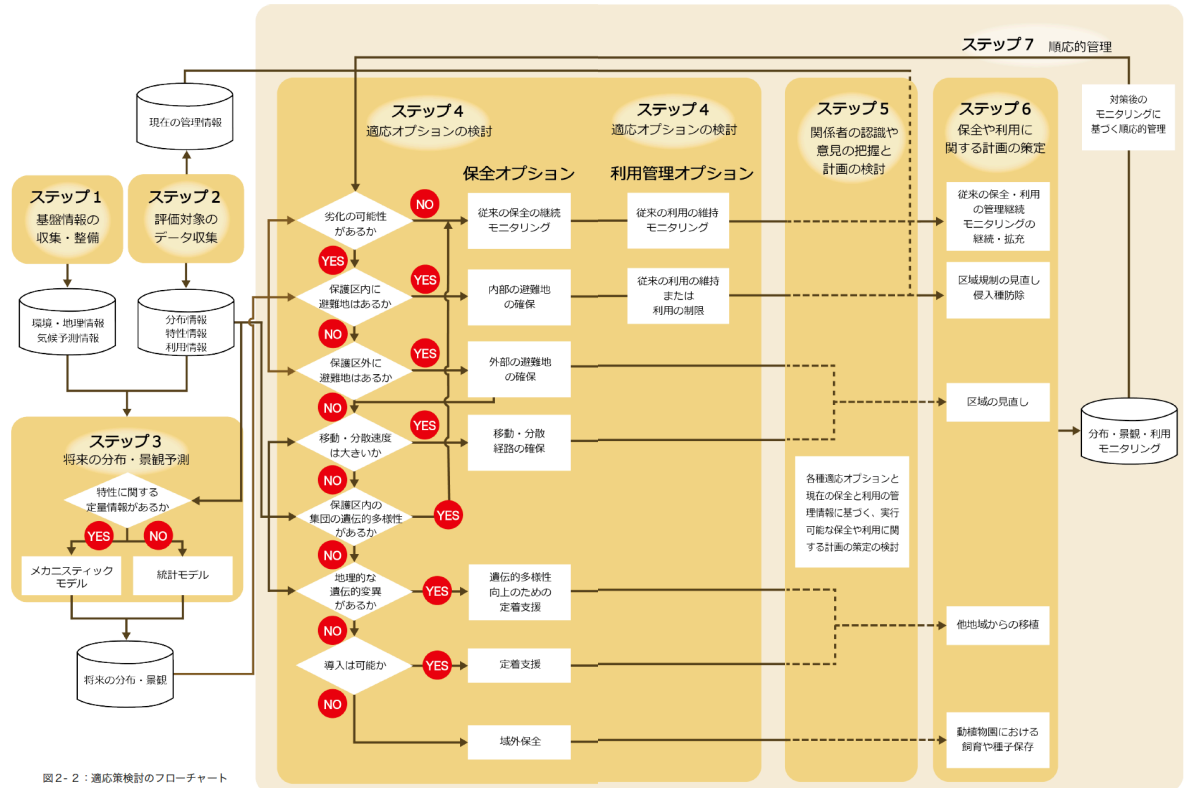 ステップ7 順応的管理
対策後の
モニタリングに
基づく順応的管理
現在の管理情報
ステップ1
基盤情報の
収集・整備
ステップ2
評価対象の
データ収集
環境・地理情報
気候予測情報
分布情報
特性情報
利用情報
ステップ3
将来の分布・景観予測
特性に関する
定量情報があるか
YES
NO
メカニスティック
モデル
統計モデル
将来の分布・景観
ステップ4
適応オプションの検討
保全オプション
ステップ4
適応オプションの検討
利用管理オプション
劣化の可能性
があるか
NO
従来の保全の継続
モニタリング
従来の利用の維持
モニタリング
YES
保護区内に
避難地はあるか
YES
内部の避難地
の確保
従来の利用の維持
または
利用の制限
NO
保護区外に
避難地はあるか
YES
外部の避難地
の確保
NO
移動・分散速度
は大きいか
YES
移動・分散
経路の確保
NO
保護区内の
集団の遺伝的多様性
があるか
YES
NO
地理的な
遺伝的変異
があるか
YES
遺伝的多様性
向上のための
定着支援
NO
導入は可能か
YES
定着支援
NO
域外保全
ステップ5
関係者の認識や
意見の把握と
計画の検討
各種適応オプションと
現在の保全と利用の管
理情報に基づく、実行
可能な保全や利用に関
する計画の策定の検討
ステップ6
保全や利用に
関する計画の策定
従来の保全・利用
の管理継続
モニタリングの
継続・拡充
区域規制の見直し
侵入種防除
区域の見直し
他地域からの移植
動植物園における
飼育や種子保存
分布・景観・利用
モニタリング
図2-2：適応策検討のフローチャート